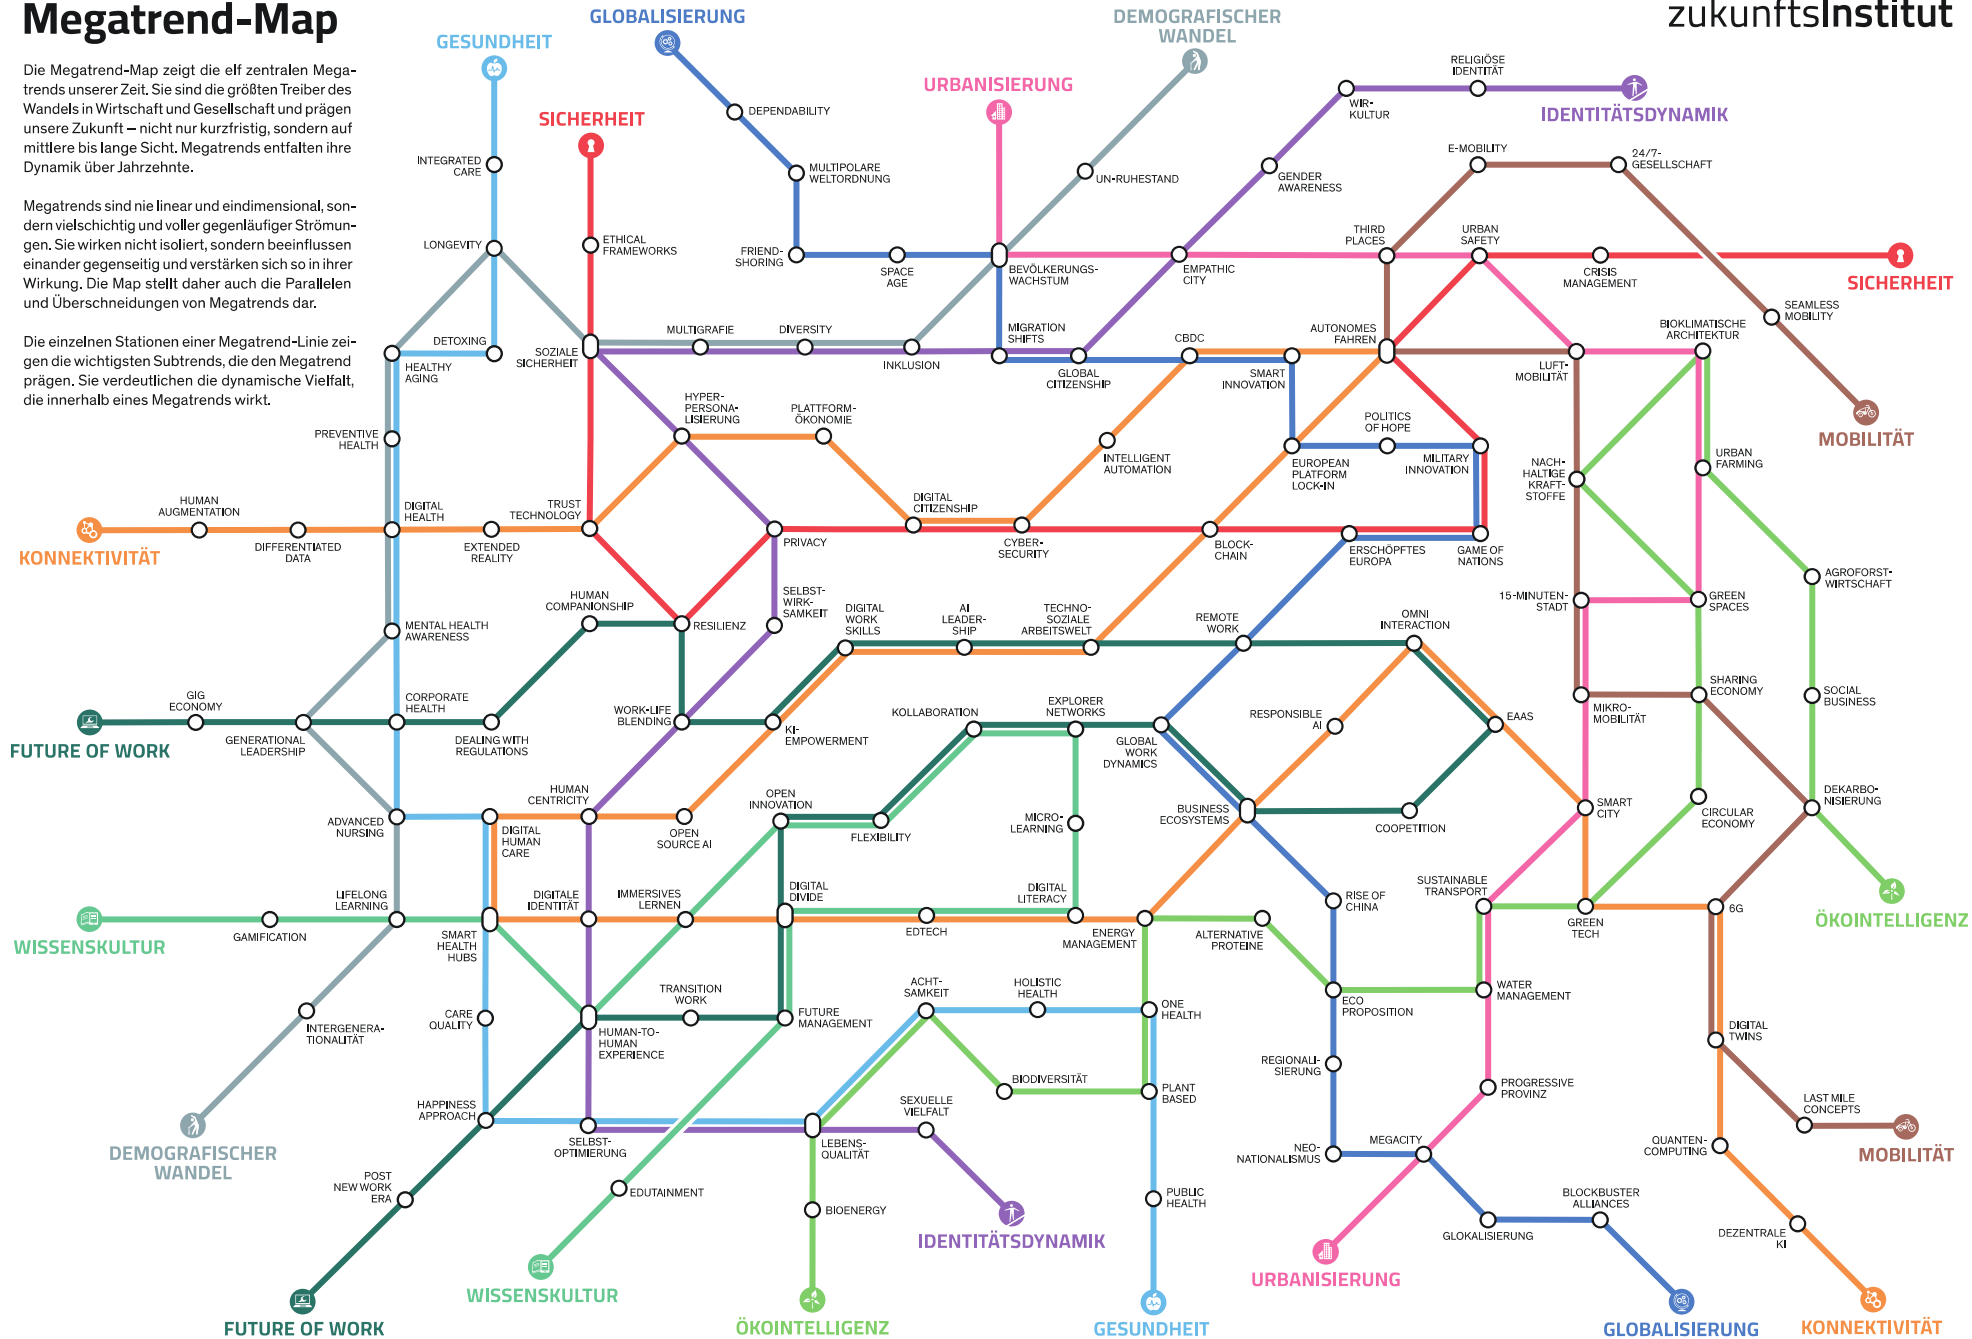 Megatrend-Map
zukunftsInstitut
Die Megatrend-Map zeigt die elf zentralen Mega-
trends unserer Zeit. Sie sind die größten Treiber des
Wandels in Wirtschaft und Gesellschaft und prägen
unsere Zukunft – nicht nur kurzfristig, sondern auf
mittlere bis lange Sicht. Megatrends entfalten ihre
Dynamik über Jahrzehnte.
Megatrends sind nie linear und eindimensional, son-
dern vielschichtig und voller gegenläufiger Strömun-
gen. Sie wirken nicht isoliert, sondern beeinflussen
einander gegenseitig und verstärken sich so in ihrer
Wirkung. Die Map stellt daher auch die Parallelen
und Überschneidungen von Megatrends dar.
Die einzelnen Stationen einer Megatrend-Linie zei-
gen die wichtigsten Subtrends, die den Megatrend
prägen. Sie verdeutlichen die dynamische Vielfalt,
die innerhalb eines Megatrends wirkt.
GESUNDHEIT
GLOBALISIERUNG
DEMOGRAFISCHER
WANDEL
URBANISIERUNG
SICHERHEIT
IDENTITÄTSDYNAMIK
RELIGIÖSE
IDENTITÄT
WIR-
KULTUR
DEPENDABILITY
INTEGRATED
CARE
MULTIPOLARE
WELTORDNUNG
UN-RUHESTAND
GENDER
AWARENESS
E-MOBILITY
24/7-
GESELLSCHAFT
LONGEVITY
ETHICAL
FRAMEWORKS
FRIEND-
SHORING
SPACE
AGE
BEVÖLKERUNGS-
WACHSTUM
EMPATHIC
CITY
THIRD
PLACES
URBAN
SAFETY
CRISIS
MANAGEMENT
SICHERHEIT
SEAMLESS
MOBILITY
DETOXING
HEALTHY
AGING
SOZIALE
SICHERHEIT
MULTIGRAFIE
DIVERSITY
INKLUSION
MIGRATION
SHIFTS
GLOBAL
CITIZENSHIP
CBDC
SMART
INNOVATION
AUTONOMES
FAHREN
LUFT-
MOBILITÄT
BIOKLIMATISCHE
ARCHITEKTUR
MOBILITÄT
PREVENTIVE
HEALTH
HYPER-
PERSONA-
LISIERUNG
PLATTFORM-
ÖKONOMIE
INTELLIGENT
AUTOMATION
POLITICS
OF HOPE
EUROPEAN
PLATFORM
LOCK-IN
MILITARY
INNOVATION
NACH-
HALTIGE
KRAFT-
STOFFE
URBAN
FARMING
KONNEKTIVITÄT
HUMAN
AUGMENTATION
DIFFERENTIATED
DATA
DIGITAL
HEALTH
EXTENDED
REALITY
TRUST
TECHNOLOGY
PRIVACY
DIGITAL
CITIZENSHIP
CYBER-
SECURITY
BLOCK-
CHAIN
ERSCHÖPFTES
EUROPA
GAME OF
NATIONS
AGROFORST-
WIRTSCHAFT
HUMAN
COMPANIONSHIP
MENTAL HEALTH
AWARENESS
RESILIENZ
SELBST-
WIRK-
SAMKEIT
DIGITAL
WORK
SKILLS
AI
LEADER-
SHIP
TECHNO-
SOZIALE
ARBEITSWELT
REMOTE
WORK
OMNI
INTERACTION
15-MINUTEN-
STADT
GREEN
SPACES
FUTURE OF WORK
GIG
ECONOMY
GENERATIONAL
LEADERSHIP
CORPORATE
HEALTH
DEALING WITH
REGULATIONS
WORK-LIFE
BLENDING
KI-
EMPOWERMENT
KOLLABORATION
EXPLORER
NETWORKS
GLOBAL
WORK
DYNAMICS
RESPONSIBLE
AI
EAAS
MIKRO-
MOBILITÄT
SHARING
ECONOMY
SOCIAL
BUSINESS
ADVANCED
NURSING
DIGITAL
HUMAN
CARE
HUMAN
CENTRICITY
OPEN
SOURCE AI
OPEN
INNOVATION
FLEXIBILITY
MICRO-
LEARNING
BUSINESS
ECOSYSTEMS
COOPETITION
SMART
CITY
CIRCULAR
ECONOMY
DEKARBO-
NISIERUNG
ÖKOINTELLIGENZ
WISSENSKULTUR
GAMIFICATION
LIFELONG
LEARNING
SMART
HEALTH
HUBS
DIGITALE
IDENTITÄT
IMMERSIVES
LERNEN
DIGITAL
DIVIDE
EDTECH
DIGITAL
LITERACY
ENERGY
MANAGEMENT
ALTERNATIVE
PROTEINE
RISE OF
CHINA
SUSTAINABLE
TRANSPORT
GREEN
TECH
6G
INTERGENERA-
TIONALITÄT
CARE
QUALITY
HUMAN-TO-
HUMAN
EXPERIENCE
TRANSITION
WORK
FUTURE
MANAGEMENT
ACHT-
SAMKEIT
HOLISTIC
HEALTH
ONE
HEALTH
ECO
PROPOSITION
WATER
MANAGEMENT
DIGITAL
TWINS
DEMOGRAFISCHER
WANDEL
HAPPINESS
APPROACH
SELBST-
OPTIMIERUNG
LEBENS-
QUALITÄT
SEXUELLE
VIELFALT
BIODIVERSITÄT
PLANT
BASED
REGIONALI-
SIERUNG
PROGRESSIVE
PROVINZ
LAST MILE
CONCEPTS
MOBILITÄT
POST
NEW WORK
ERA
EDUTAINMENT
BIOENERGY
IDENTITÄTSDYNAMIK
PUBLIC
HEALTH
NEO-
NATIONALISMUS
MEGACITY
QUANTEN-
COMPUTING
GLOKALISIERUNG
BLOCKBUSTER
ALLIANCES
DEZENTRALE
KI
FUTURE OF WORK
WISSENSKULTUR
ÖKOINTELLIGENZ
GESUNDHEIT
URBANISIERUNG
GLOBALISIERUNG
KONNEKTIVITÄT